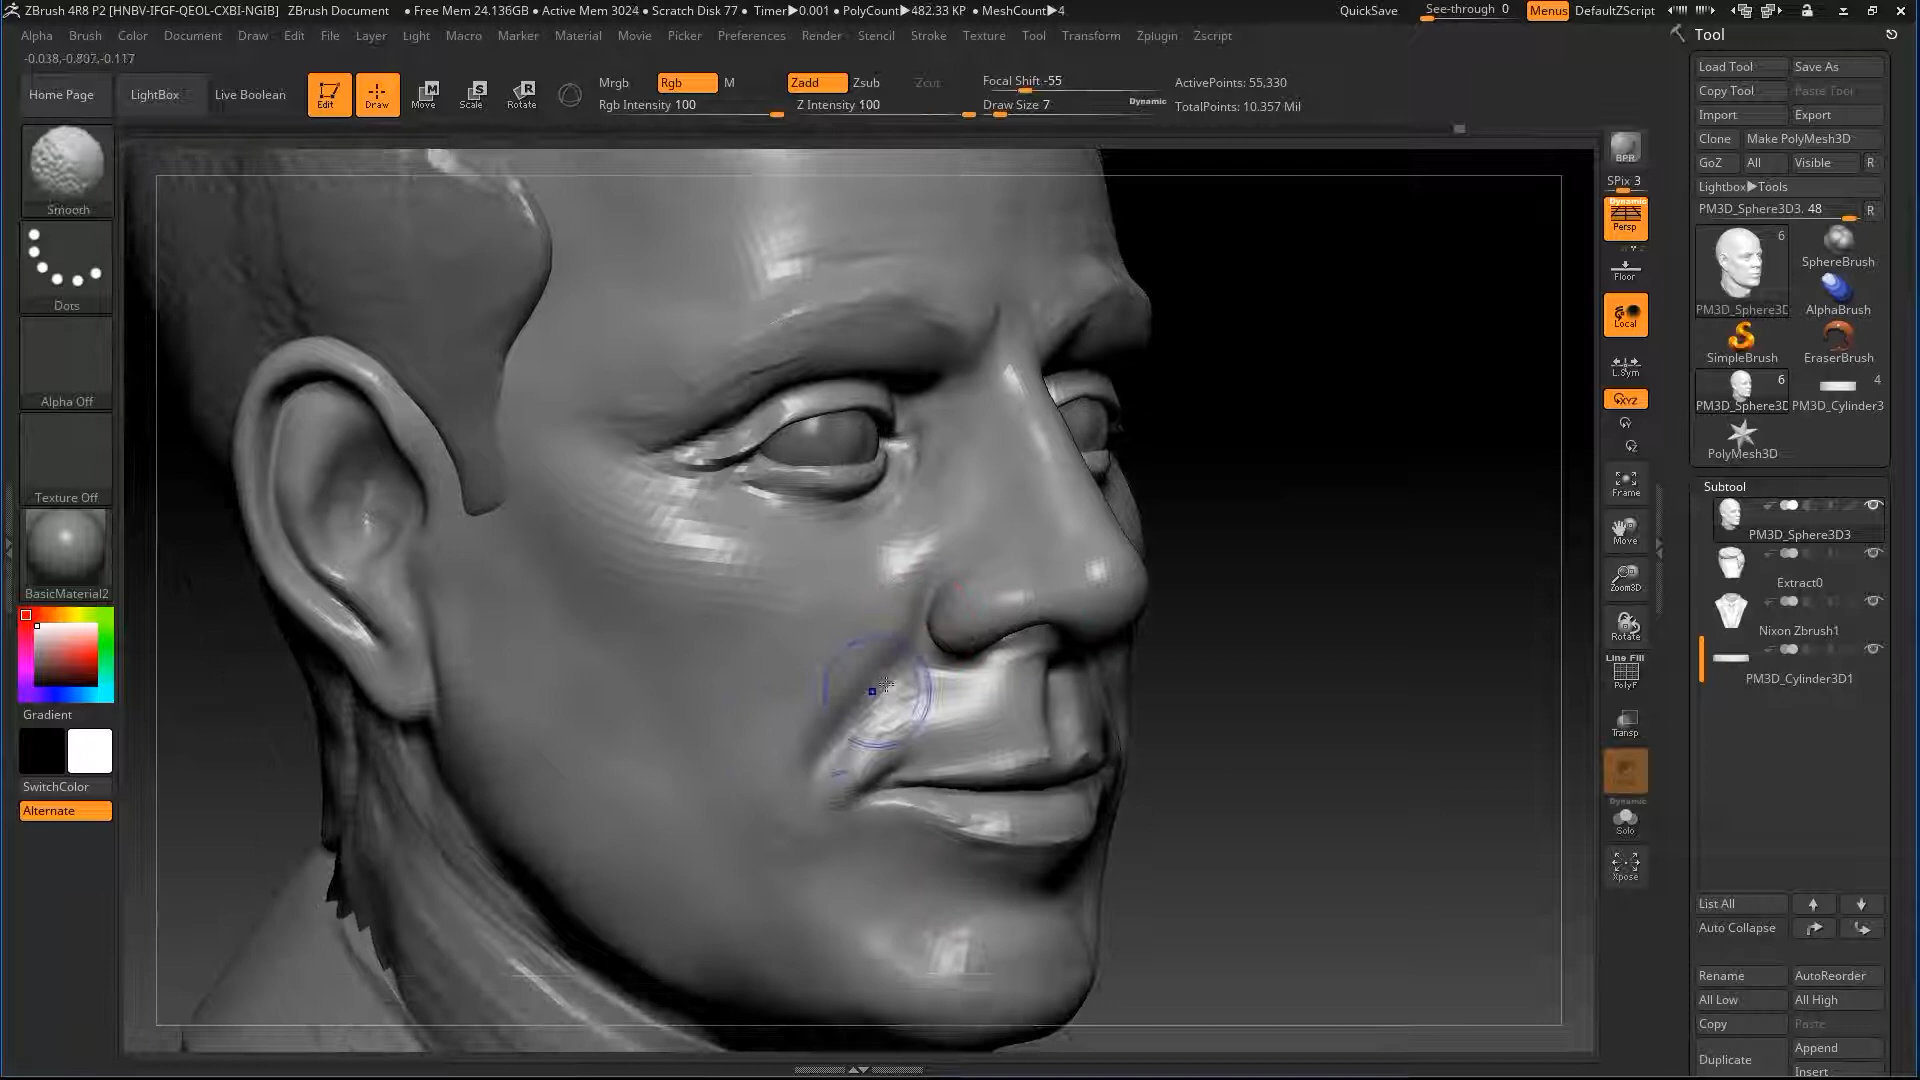 ZBrush 4R8 P2 [HNBV-IFGF-QEOL-CXBI-NGIB] ZBrush Document • Free Mem 24.136GB • Active Mem 3024 • Scratch Disk 77 • Timer▶0.001 • PolyCount▶482.33 KP • MeshCount▶4 QuickSave See-through 0 Menus DefaultZScript
Alpha Brush Color Document Draw Edit File Layer Light Macro Marker Material Movie Picker Preferences Render Stencil Stroke Texture Tool Transform Zplugin Zscript
-0.038,-0.807,-0.117
Home Page LightBox Live Boolean Edit Draw Move Scale Rotate
Mrgb Rgb M Zadd Zsub Zcut Focal Shift -55 ActivePoints: 55,330
Rgb Intensity 100 Z Intensity 100 Draw Size 7 Dynamic TotalPoints: 10.357 Mil
Smooth
Dots
Alpha Off
Texture Off
BasicMaterial2
Gradient
SwitchColor
Alternate
BPR
SPix 3
Dynamic
Persp
Floor
Local
L.Sym
XYZ
Frame
Move
Zoom3D
Rotate
Line Fill
PolyF
Transp
Dynamic
Solo
Xpose
Tool
Load Tool Save As
Copy Tool Paste Tool
Import Export
Clone Make PolyMesh3D
GoZ All Visible R
Lightbox▶Tools
PM3D_Sphere3D3. 48 R
6
PM3D_Sphere3D SphereBrush
AlphaBrush
SimpleBrush EraserBrush
6 4
PM3D_Sphere3D PM3D_Cylinder3
PolyMesh3D
Subtool
PM3D_Sphere3D3
Extract0
Nixon Zbrush1
PM3D_Cylinder3D1
List All
Auto Collapse
Rename AutoReorder
All Low All High
Copy Paste
Duplicate Append
Insert